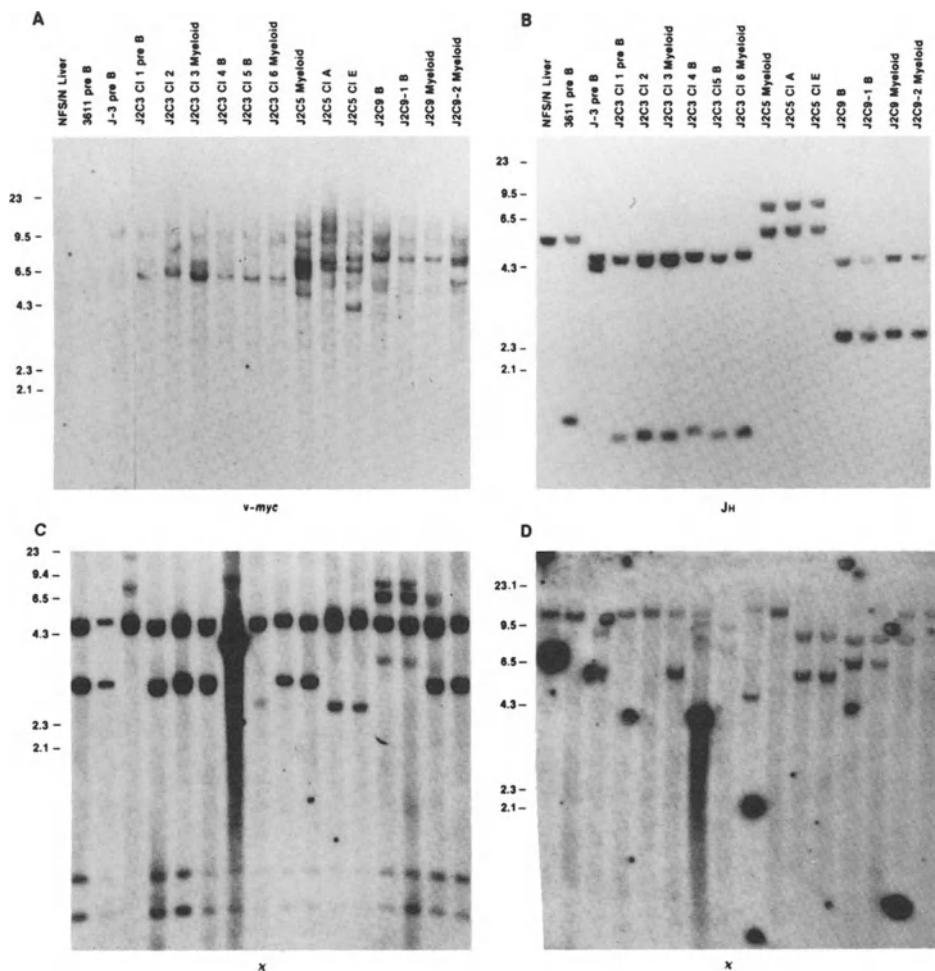 A
NFS/N Liver
3611 pre B
J-3 pre B
J2C3 Cl 1 pre B
J2C3 Cl 2
J2C3 Cl 3 Myeloid
J2C3 Cl 4 B
J2C3 Cl 5 B
J2C3 Cl 6 Myeloid
J2C5 Myeloid
J2C5 Cl A
J2C5 Cl E
J2C9 B
J2C9-1 B
J2C9 Myeloid
J2C9-2 Myeloid
23
9.5
6.5
4.3
2.3
2.1
v-myc
B
NFS/N Liver
3611 pre B
J-3 pre B
J2C3 Cl 1 pre B
J2C3 Cl 2
J2C3 Cl 3 Myeloid
J2C3 Cl 4 B
J2C3 Cl5 B
J2C3 Cl 6 Myeloid
J2C5 Myeloid
J2C5 Cl A
J2C5 Cl E
J2C9 B
J2C9-1 B
J2C9 Myeloid
J2C9-2 Myeloid
23
9.5
6.5
4.3
2.3
2.1
JH
C
23
9.4
6.5
4.3
2.3
2.1
κ
D
23.1
9.5
6.5
4.3
2.3
2.1
κ